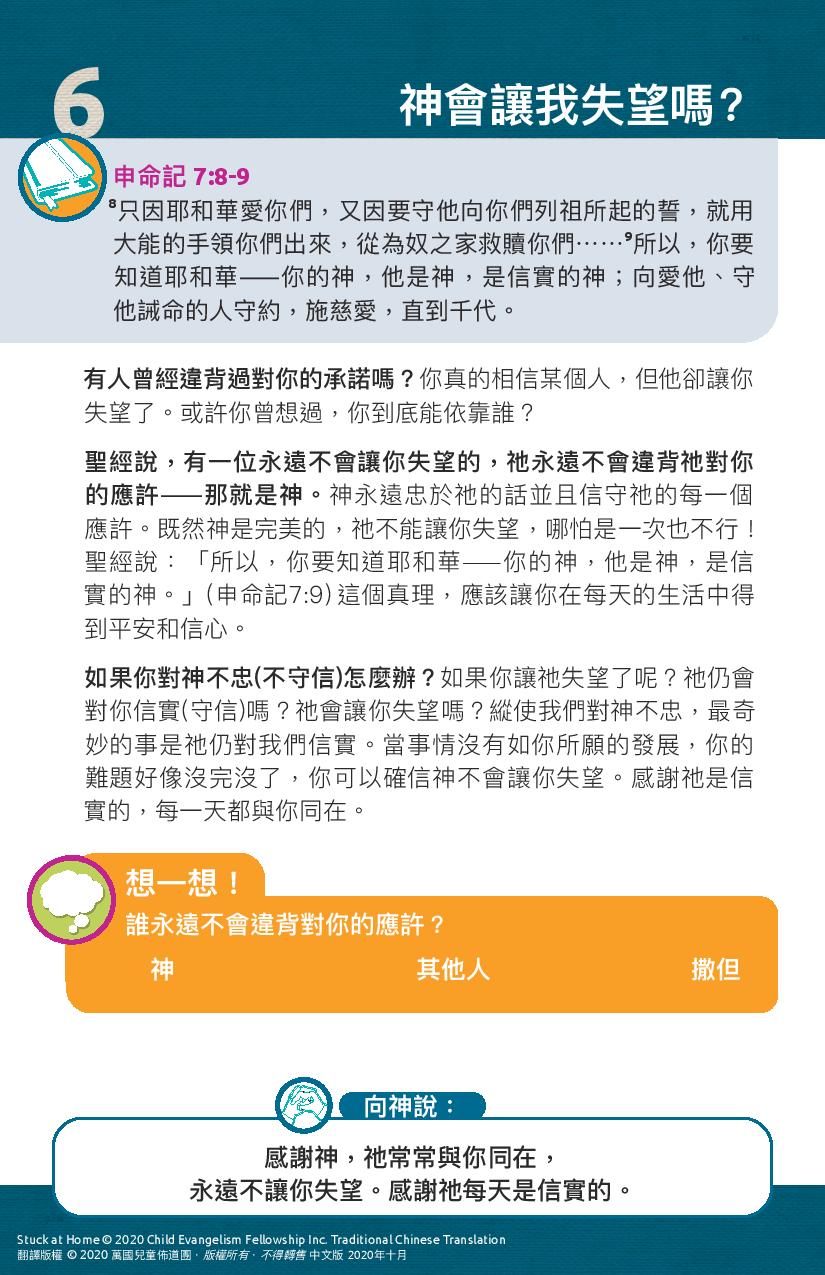 6
神會讓我失望嗎？
申命記 7:8-9
⁸只因耶和華愛你們，又因要守他向你們列祖所起的誓，就用
大能的手領你們出來，從為奴之家救贖你們……⁹所以，你要
知道耶和華——你的神，他是神，是信實的神；向愛他、守
他誡命的人守約，施慈愛，直到千代。
有人曾經違背過對你的承諾嗎？你真的相信某個人，但他卻讓你
失望了。或許你曾想過，你到底能依靠誰？
聖經說，有一位永遠不會讓你失望的，祂永遠不會違背祂對你
的應許——那就是神。神永遠忠於祂的話並且信守祂的每一個
應許。既然神是完美的，祂不能讓你失望，哪怕是一次也不行！
聖經說：「所以，你要知道耶和華——你的神，他是神，是信
實的神。」(申命記7:9) 這個真理，應該讓你在每天的生活中得
到平安和信心。
如果你對神不忠(不守信)怎麼辦？如果你讓祂失望了呢？祂仍會
對你信實(守信)嗎？祂會讓你失望嗎？縱使我們對神不忠，最奇
妙的事是祂仍對我們信實。當事情沒有如你所願的發展，你的
難題好像沒完沒了，你可以確信神不會讓你失望。感謝祂是信
實的，每一天都與你同在。
想一想！
誰永遠不會違背對你的應許？
神 其他人 撒但
向神說：
感謝神，祂常常與你同在，
永遠不讓你失望。感謝祂每天是信實的。
Stuck at Home © 2020 Child Evangelism Fellowship Inc. Traditional Chinese Translation
翻譯版權 © 2020 萬國兒童佈道團．版權所有．不得轉售 中文版 2020年十月